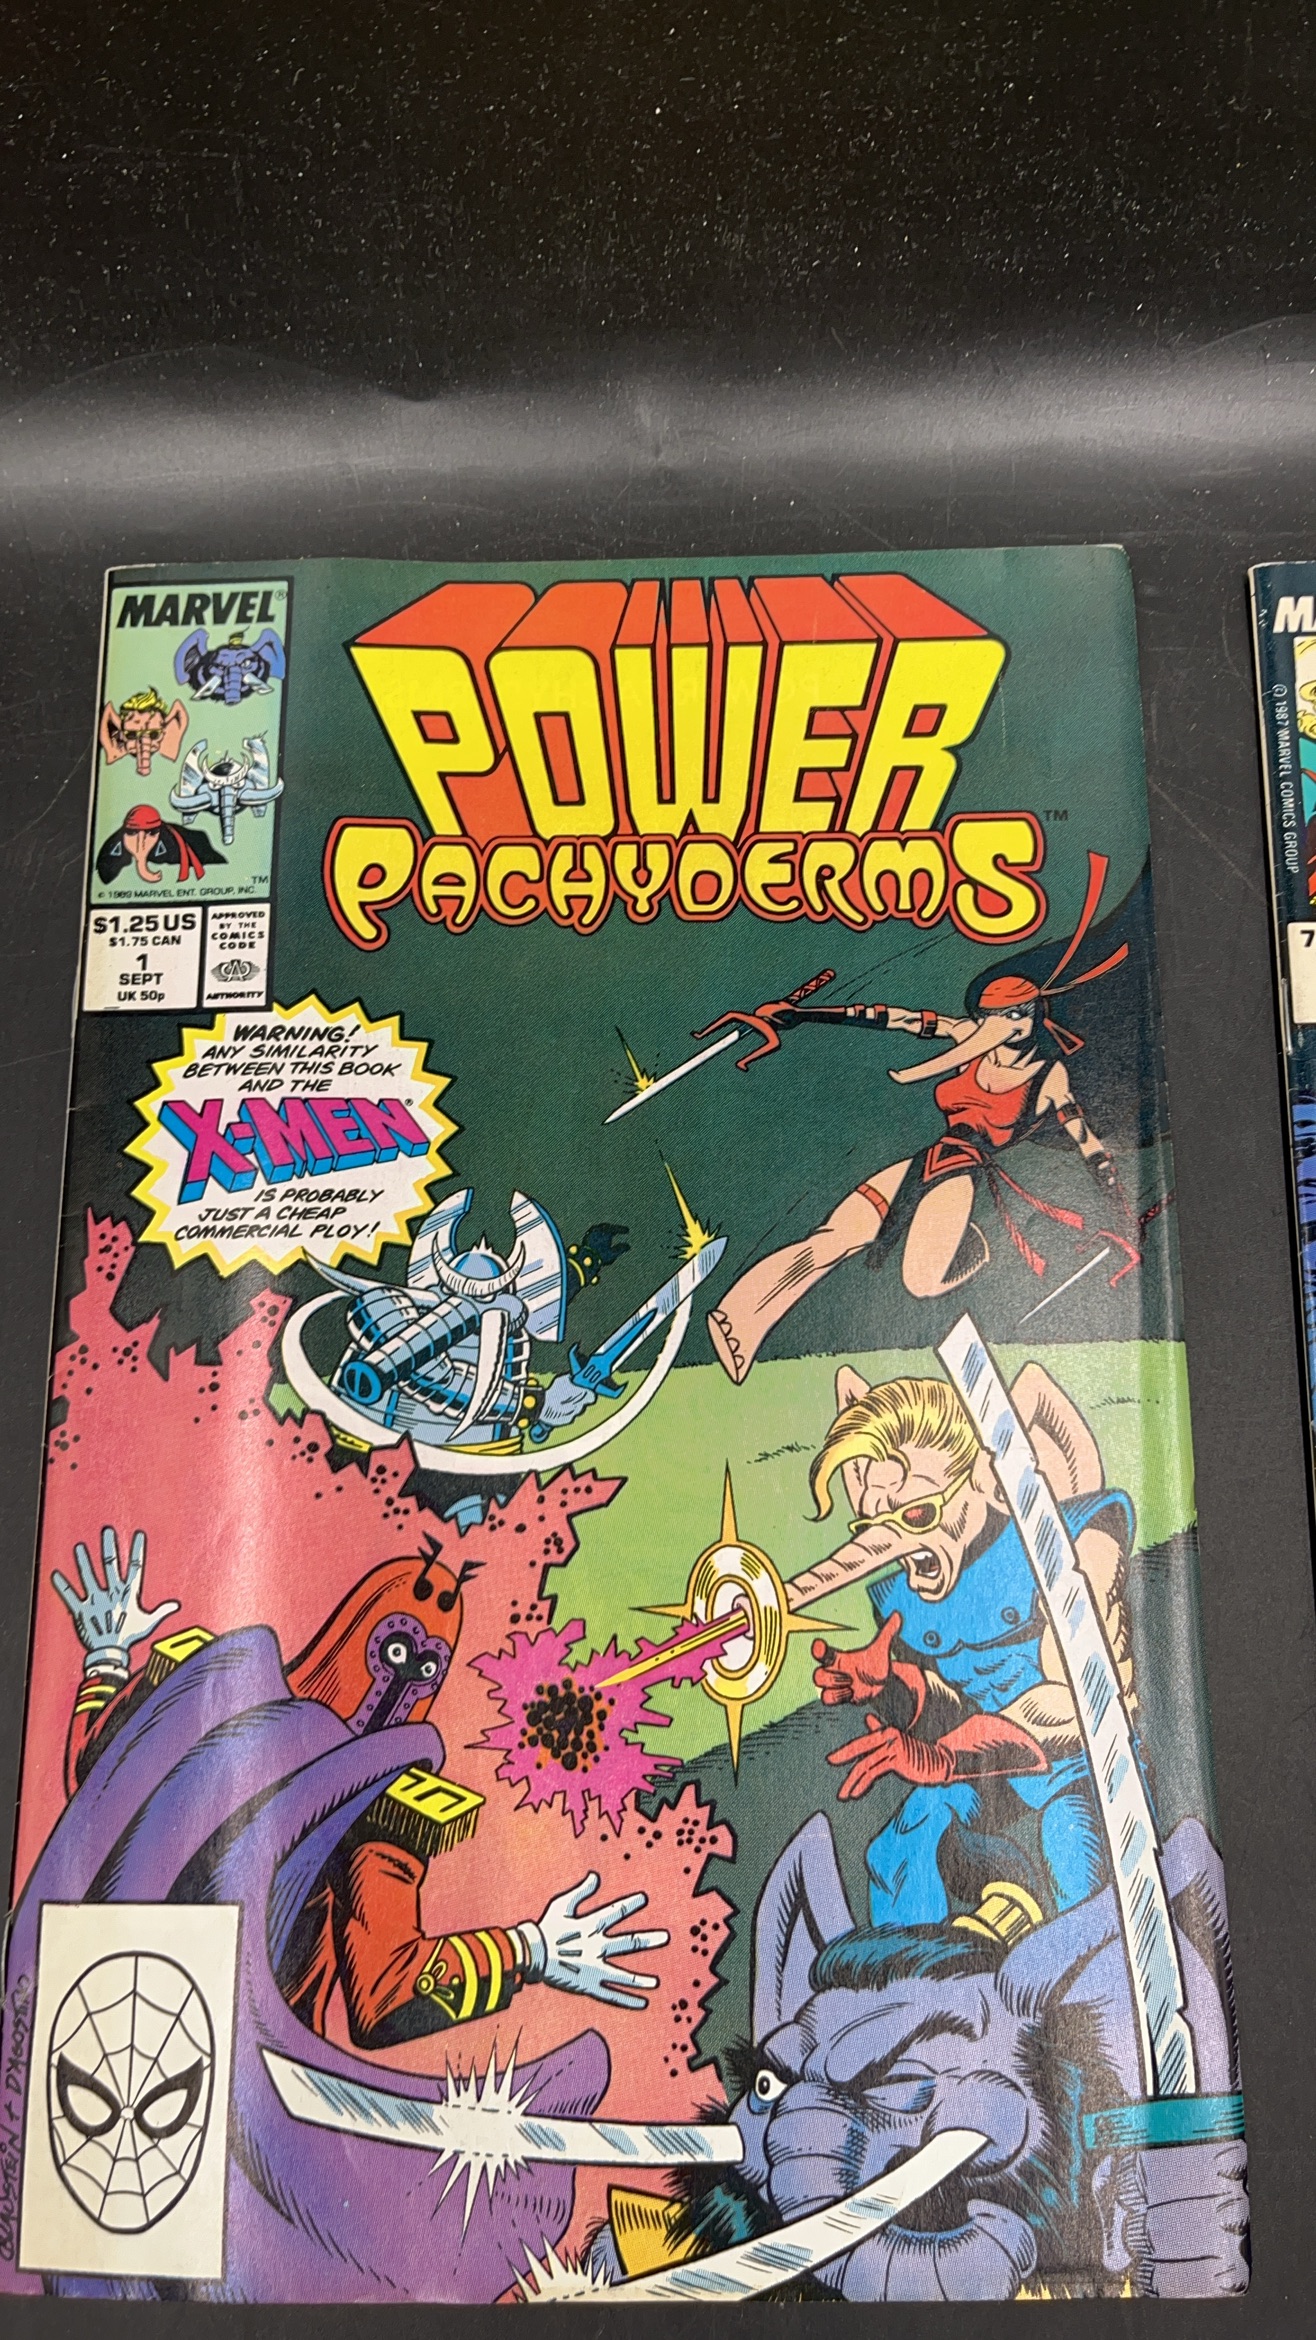 MARVEL®
™
© 1989 MARVEL ENT. GROUP, INC.
$1.25 US
$1.75 CAN
1
SEPT
UK 50p
APPROVED
BY THE
COMICS
CODE
AUTHORITY
POWER
PACHYDERMS™
WARNING!
ANY SIMILARITY
BETWEEN THIS BOOK
AND THE
X-MEN®
IS PROBABLY
JUST A CHEAP
COMMERCIAL PLOY!
© 1987 MARVEL COMICS GROUP
7